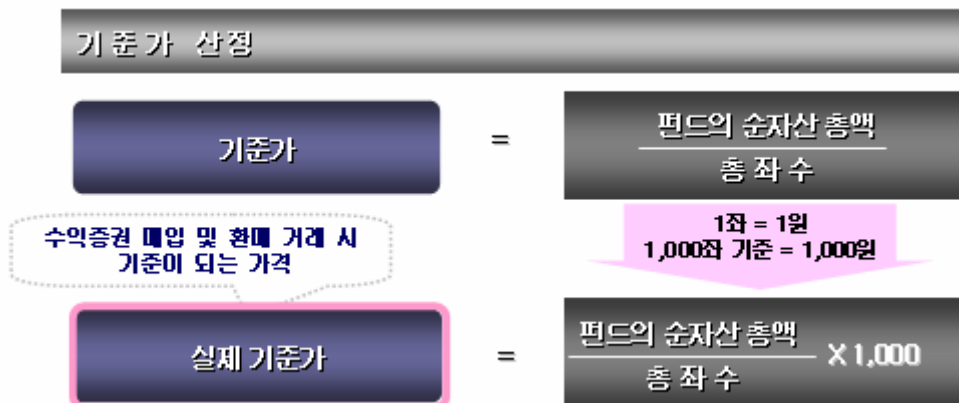 기준가 산정
기준가
=
펀드의 순자산 총액
총 좌 수
수익증권 매입 및 환매 거래 시
기준이 되는 가격
1좌 = 1원
1,000좌 기준 = 1,000원
실제 기준가
=
펀드의 순자산 총액
총 좌 수
X 1,000